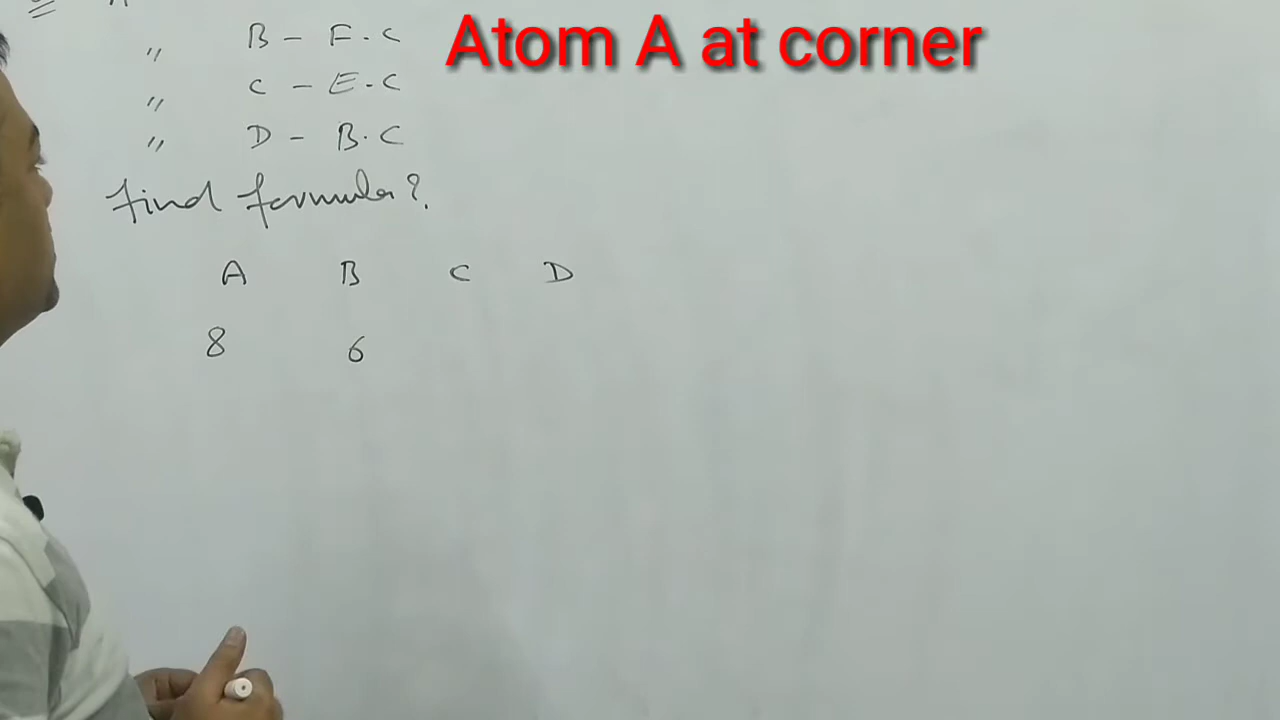 Atom A at corner
〃 B - F.C
〃 C - E.C
〃 D - B.C
find formula?.
A B C D
8 6